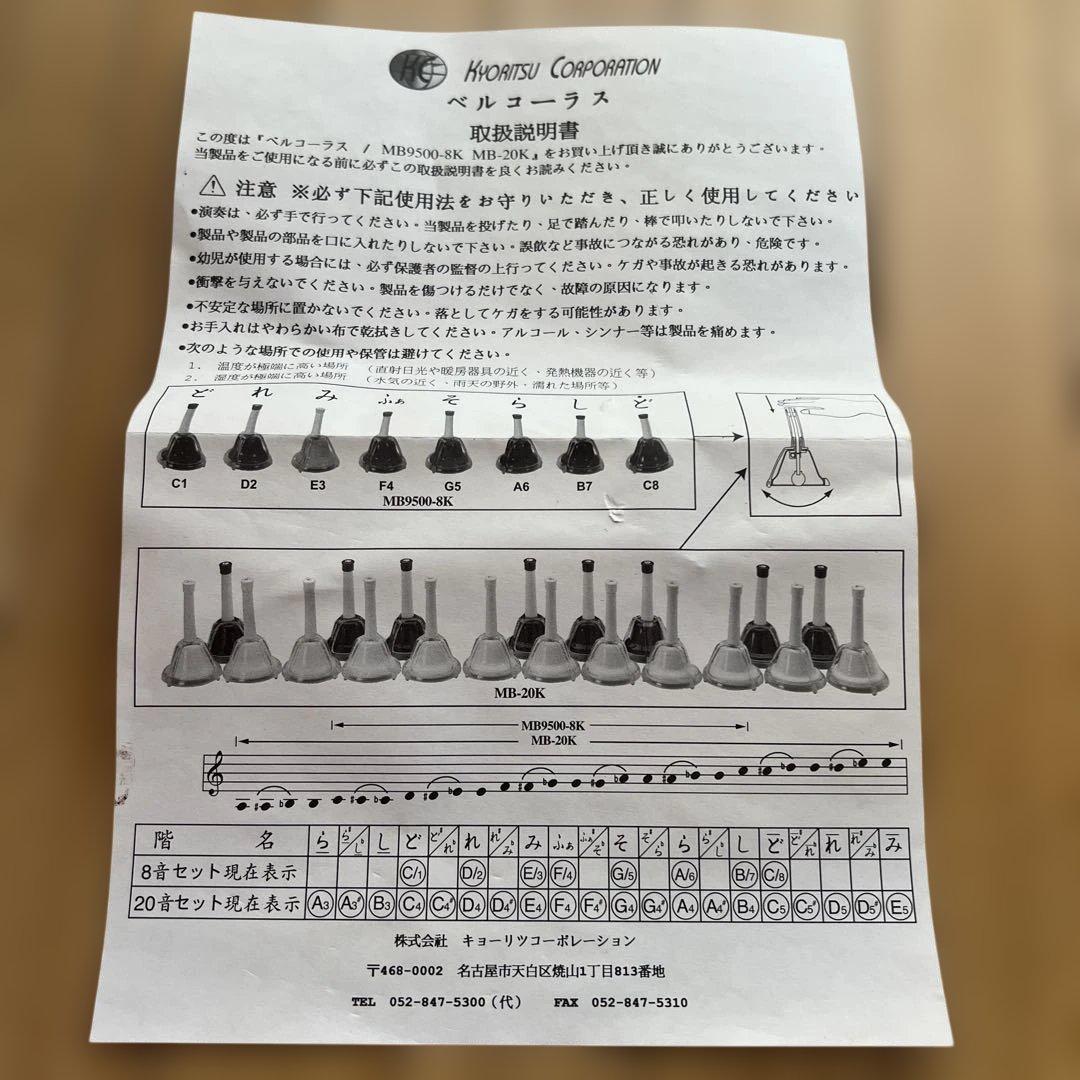 KC KYORITSU CORPORATION
ベルコーラス
取扱説明書
この度は『ベルコーラス / MB9500-8K MB-20K』をお買い上げ頂き誠にありがとうございます。
当製品をご使用になる前に必ずこの取扱説明書を良くお読みください。
⚠ 注意 ※必ず下記使用法をお守りいただき、正しく使用してください
●演奏は、必ず手で行ってください。当製品を投げたり、足で踏んだり、棒で叩いたりしないで下さい。
●製品や製品の部品を口に入れたりしないで下さい。誤飲など事故につながる恐れがあり、危険です。
●幼児が使用する場合には、必ず保護者の監督の上行ってください。ケガや事故が起きる恐れがあります。
●衝撃を与えないでください。製品を傷つけるだけでなく、故障の原因になります。
●不安定な場所に置かないでください。落としてケガをする可能性があります。
●お手入れはやわらかい布で乾拭きしてください。アルコール、シンナー等は製品を痛めます。
●次のような場所での使用や保管は避けてください。
1. 温度が極端に高い場所 (直射日光や暖房器具の近く、発熱機器の近く等)
2. 湿度が極端に高い場所 (水気の近く、雨天の野外・濡れた場所等)
ど れ み ふぁ そ ら し ど
C1 D2 E3 F4 G5 A6 B7 C8
MB9500-8K
MB-20K
MB9500-8K
MB-20K
階名 ら ら#/しb し ど ど#/れb れ れ#/みb み ふぁ ふぁ#/そb そ そ#/らb ら ら#/しb し ど ど#/れb れ れ#/みb み
8音セット現在表示 C/1 D/2 E/3 F/4 G/5 A/6 B/7 C/8
20音セット現在表示 A3 A3# B3 C4 C4# D4 D4# E4 F4 F4# G4 G4# A4 A4# B4 C5 C5# D5 D5# E5
株式会社 キョーリツコーポレーション
〒468-0002 名古屋市天白区焼山1丁目813番地
TEL 052-847-5300(代) FAX 052-847-5310